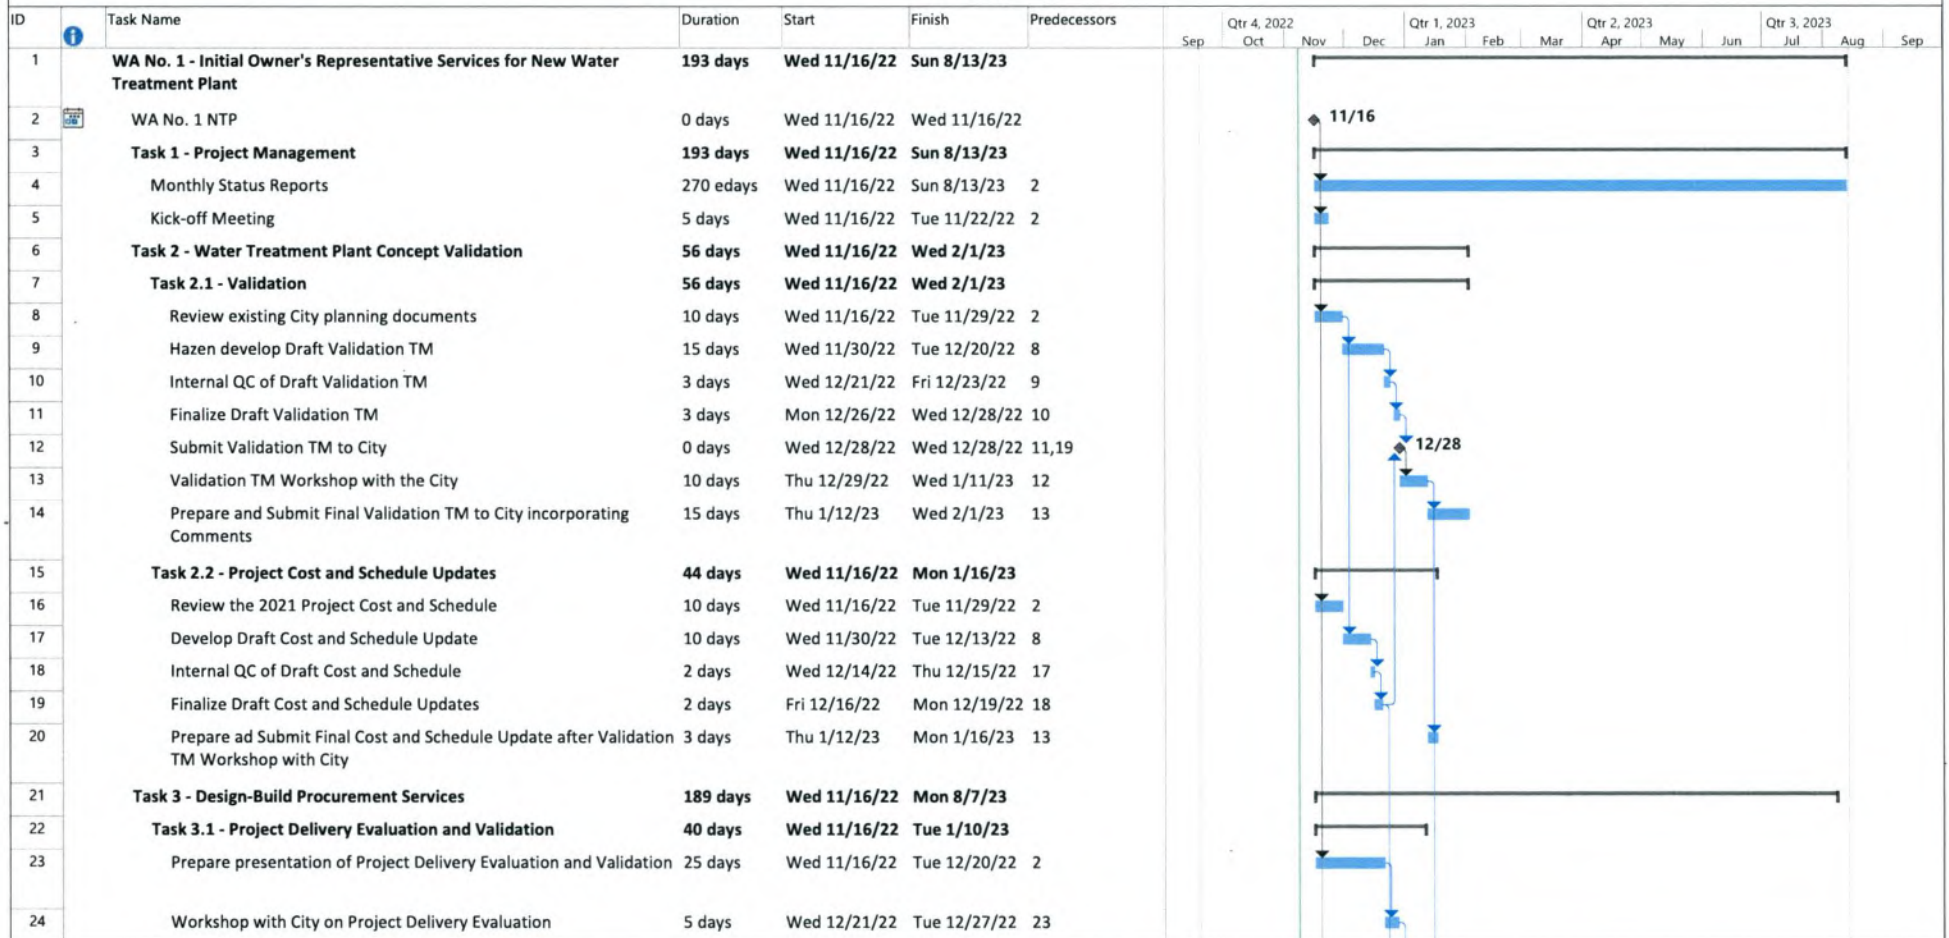 ID Task Name Duration Start Finish Predecessors
Qtr 4, 2022 Qtr 1, 2023 Qtr 2, 2023 Qtr 3, 2023
Sep Oct Nov Dec Jan Feb Mar Apr May Jun Jul Aug Sep
1 WA No. 1 - Initial Owner's Representative Services for New Water 193 days Wed 11/16/22 Sun 8/13/23
Treatment Plant
2 WA No. 1 NTP 0 days Wed 11/16/22 Wed 11/16/22 11/16
3 Task 1 - Project Management 193 days Wed 11/16/22 Sun 8/13/23
4 Monthly Status Reports 270 edays Wed 11/16/22 Sun 8/13/23 2
5 Kick-off Meeting 5 days Wed 11/16/22 Tue 11/22/22 2
6 Task 2 - Water Treatment Plant Concept Validation 56 days Wed 11/16/22 Wed 2/1/23
7 Task 2.1 - Validation 56 days Wed 11/16/22 Wed 2/1/23
8 Review existing City planning documents 10 days Wed 11/16/22 Tue 11/29/22 2
9 Hazen develop Draft Validation TM 15 days Wed 11/30/22 Tue 12/20/22 8
10 Internal QC of Draft Validation TM 3 days Wed 12/21/22 Fri 12/23/22 9
11 Finalize Draft Validation TM 3 days Mon 12/26/22 Wed 12/28/22 10
12 Submit Validation TM to City 0 days Wed 12/28/22 Wed 12/28/22 11,19 12/28
13 Validation TM Workshop with the City 10 days Thu 12/29/22 Wed 1/11/23 12
14 Prepare and Submit Final Validation TM to City incorporating 15 days Thu 1/12/23 Wed 2/1/23 13
Comments
15 Task 2.2 - Project Cost and Schedule Updates 44 days Wed 11/16/22 Mon 1/16/23
16 Review the 2021 Project Cost and Schedule 10 days Wed 11/16/22 Tue 11/29/22 2
17 Develop Draft Cost and Schedule Update 10 days Wed 11/30/22 Tue 12/13/22 8
18 Internal QC of Draft Cost and Schedule 2 days Wed 12/14/22 Thu 12/15/22 17
19 Finalize Draft Cost and Schedule Updates 2 days Fri 12/16/22 Mon 12/19/22 18
20 Prepare ad Submit Final Cost and Schedule Update after Validation 3 days Thu 1/12/23 Mon 1/16/23 13
TM Workshop with City
21 Task 3 - Design-Build Procurement Services 189 days Wed 11/16/22 Mon 8/7/23
22 Task 3.1 - Project Delivery Evaluation and Validation 40 days Wed 11/16/22 Tue 1/10/23
23 Prepare presentation of Project Delivery Evaluation and Validation 25 days Wed 11/16/22 Tue 12/20/22 2
24 Workshop with City on Project Delivery Evaluation 5 days Wed 12/21/22 Tue 12/27/22 23